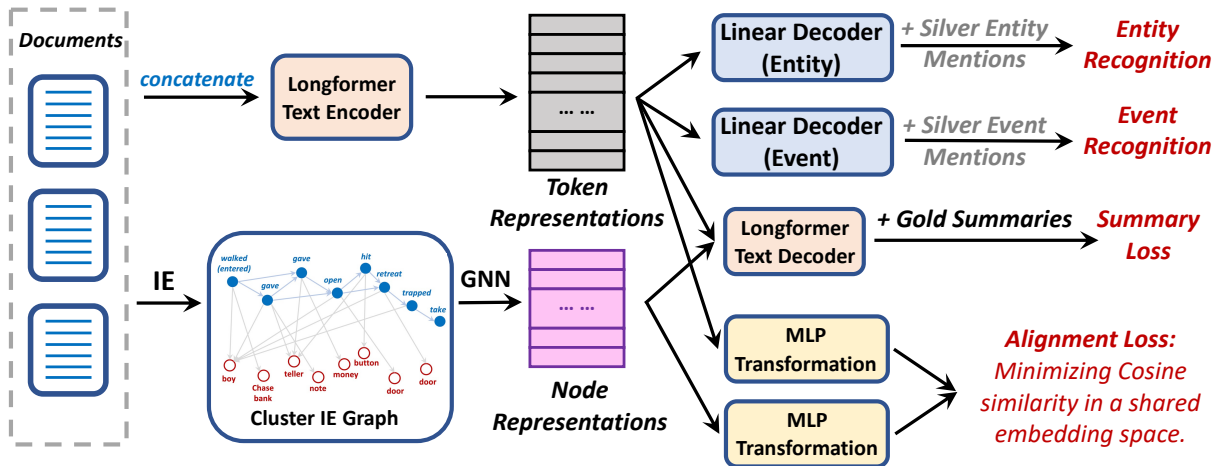 Documents
concatenate
Longformer
Text Encoder
... ...
Token
Representations
Linear Decoder
(Entity)
+ Silver Entity
Mentions
Entity
Recognition
Linear Decoder
(Event)
+ Silver Event
Mentions
Event
Recognition
Longformer
Text Decoder
+ Gold Summaries
Summary
Loss
IE
walked
(entered)
gave
gave
open
hit
retreat
trapped
take
boy
Chase
bank
teller
note
money
button
door
door
Cluster IE Graph
GNN
... ...
Node
Representations
MLP
Transformation
MLP
Transformation
Alignment Loss:
Minimizing Cosine
similarity in a shared
embedding space.